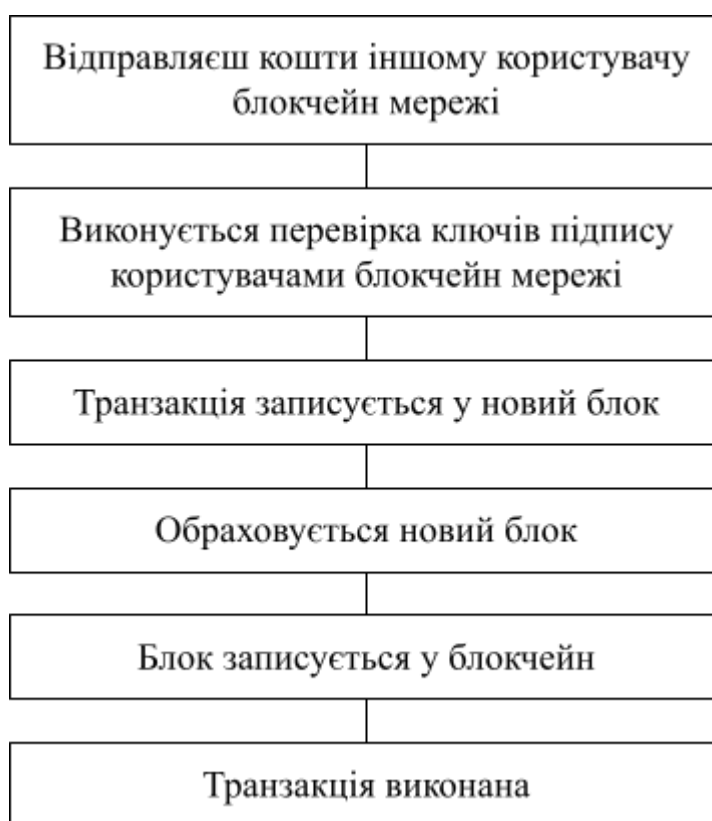 Відправляєш кошти іншому користувачу
блокчейн мережі
Виконується перевірка ключів підпису
користувачами блокчейн мережі
Транзакція записується у новий блок
Обраховується новий блок
Блок записується у блокчейн
Транзакція виконана